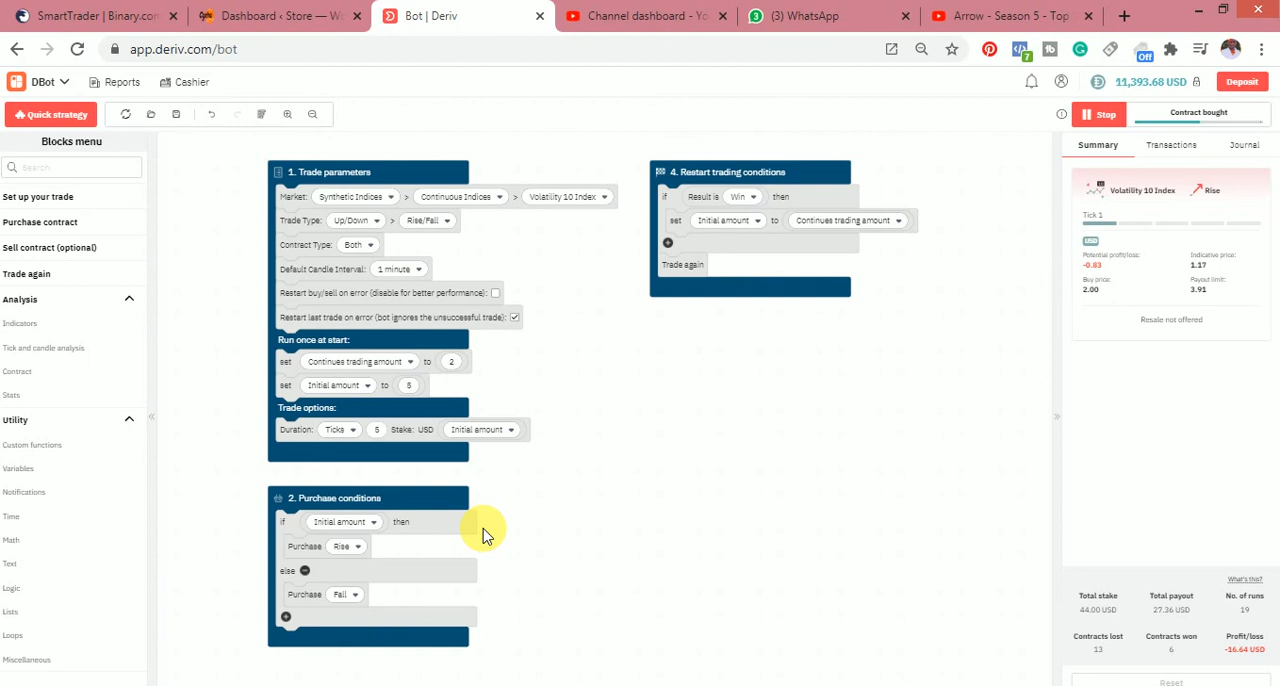 SmartTrader | Binary.com
Dashboard ‹ Store — W
Bot | Deriv
Channel dashboard - Yo
(3) WhatsApp
Arrow - Season 5 - Top
app.deriv.com/bot
7
Off
DBot
Reports
Cashier
11,393.68 USD
Deposit
Quick strategy
Stop
Contract bought
Blocks menu
Search
Set up your trade
Purchase contract
Sell contract (optional)
Trade again
Analysis
Indicators
Tick and candle analysis
Contract
Stats
Utility
Custom functions
Variables
Notifications
Time
Math
Text
Logic
Lists
Loops
Miscellaneous
1. Trade parameters
Market: Synthetic Indices > Continuous Indices > Volatility 10 Index
Trade Type: Up/Down > Rise/Fall
Contract Type: Both
Default Candle Interval: 1 minute
Restart buy/sell on error (disable for better performance):
Restart last trade on error (bot ignores the unsuccessful trade):
Run once at start:
set Continues trading amount to 2
set Initial amount to 5
Trade options:
Duration: Ticks 5 Stake: USD Initial amount
2. Purchase conditions
if Initial amount then
Purchase Rise
else
Purchase Fall
4. Restart trading conditions
if Result is Win then
set Initial amount to Continues trading amount
Trade again
Summary Transactions Journal
Volatility 10 Index Rise
Tick 1
USD
Potential profit/loss: Indicative price:
-0.83 1.17
Buy price: Payout limit:
2.00 3.91
Resale not offered
What's this?
Total stake Total payout No. of runs
44.00 USD 27.36 USD 19
Contracts lost Contracts won Profit/loss
13 6 -16.64 USD
Reset